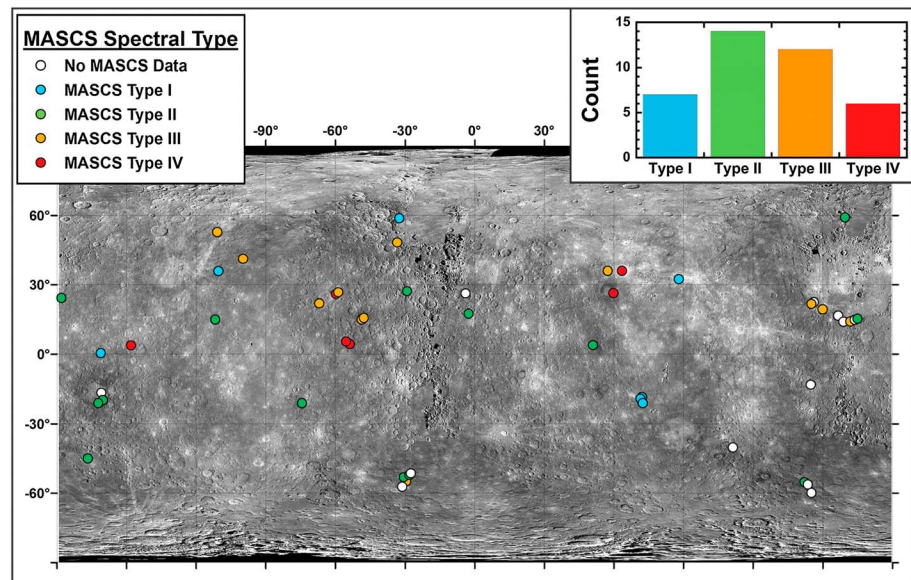 MASCS Spectral Type
No MASCS Data
MASCS Type I
MASCS Type II
MASCS Type III
MASCS Type IV
15
10
5
0
Count
Type I Type II Type III Type IV
-90° -60° -30° 0° 30°
60°
30°
0°
-30°
-60°